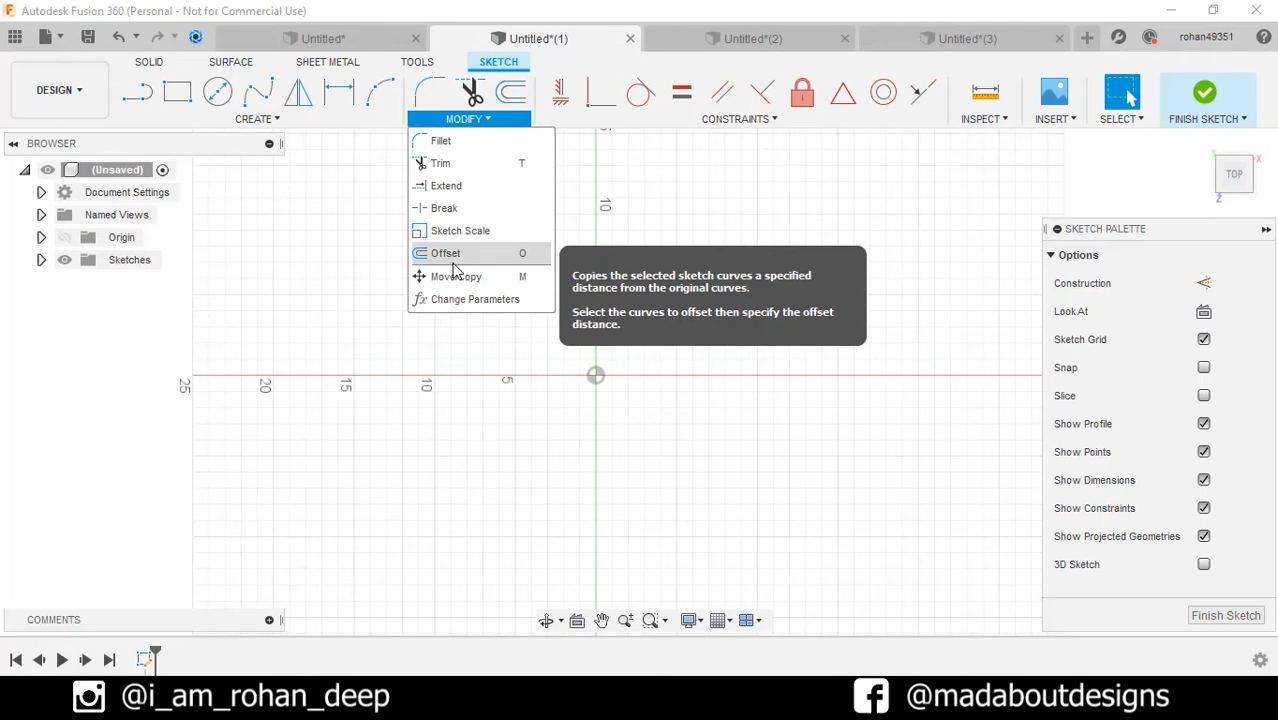 Autodesk Fusion 360 (Personal - Not for Commercial Use)
Untitled*
Untitled*(1)
Untitled*(2)
Untitled*(3)
rohan49351
DESIGN
SOLID
SURFACE
SHEET METAL
TOOLS
SKETCH
CREATE
MODIFY
CONSTRAINTS
INSPECT
INSERT
SELECT
FINISH SKETCH
BROWSER
(Unsaved)
Document Settings
Named Views
Origin
Sketches
Fillet
Trim T
Extend
Break
Sketch Scale
Offset O
Move/Copy M
Change Parameters
Copies the selected sketch curves a specified
distance from the original curves.
Select the curves to offset then specify the offset
distance.
10
25
20
15
10
5
TOP
X
Y
Z
SKETCH PALETTE
Options
Construction
Look At
Sketch Grid
Snap
Slice
Show Profile
Show Points
Show Dimensions
Show Constraints
Show Projected Geometries
3D Sketch
Finish Sketch
COMMENTS
@i_am_rohan_deep
@madaboutdesigns